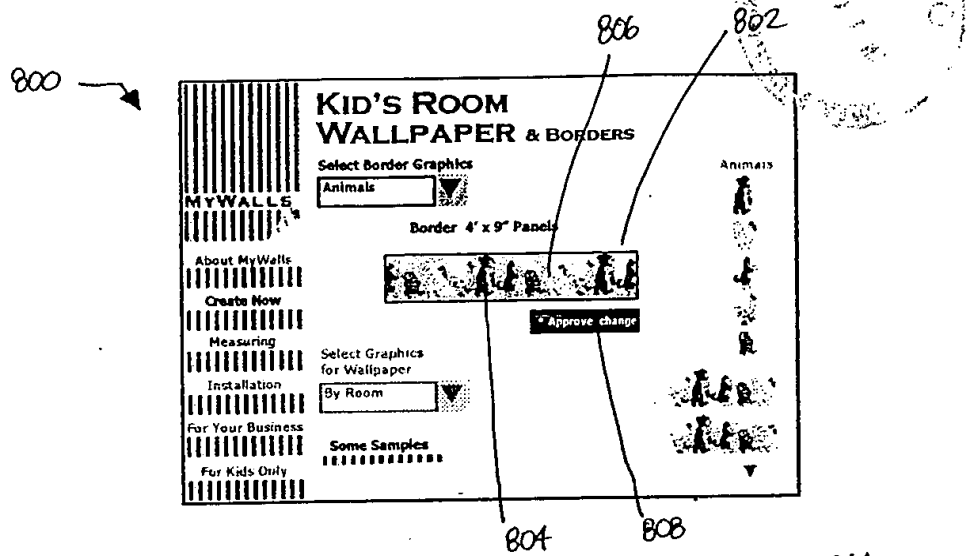 806
802
800
KID'S ROOM
WALLPAPER & BORDERS
Select Border Graphics
Animals
Animals
MYWALLS
Border 4' x 9" Panels
About MyWalls
Create Now
Approve change
Measuring
Select Graphics
for Wallpaper
Installation
By Room
For Your Business
Some Samples
For Kids Only
804
808